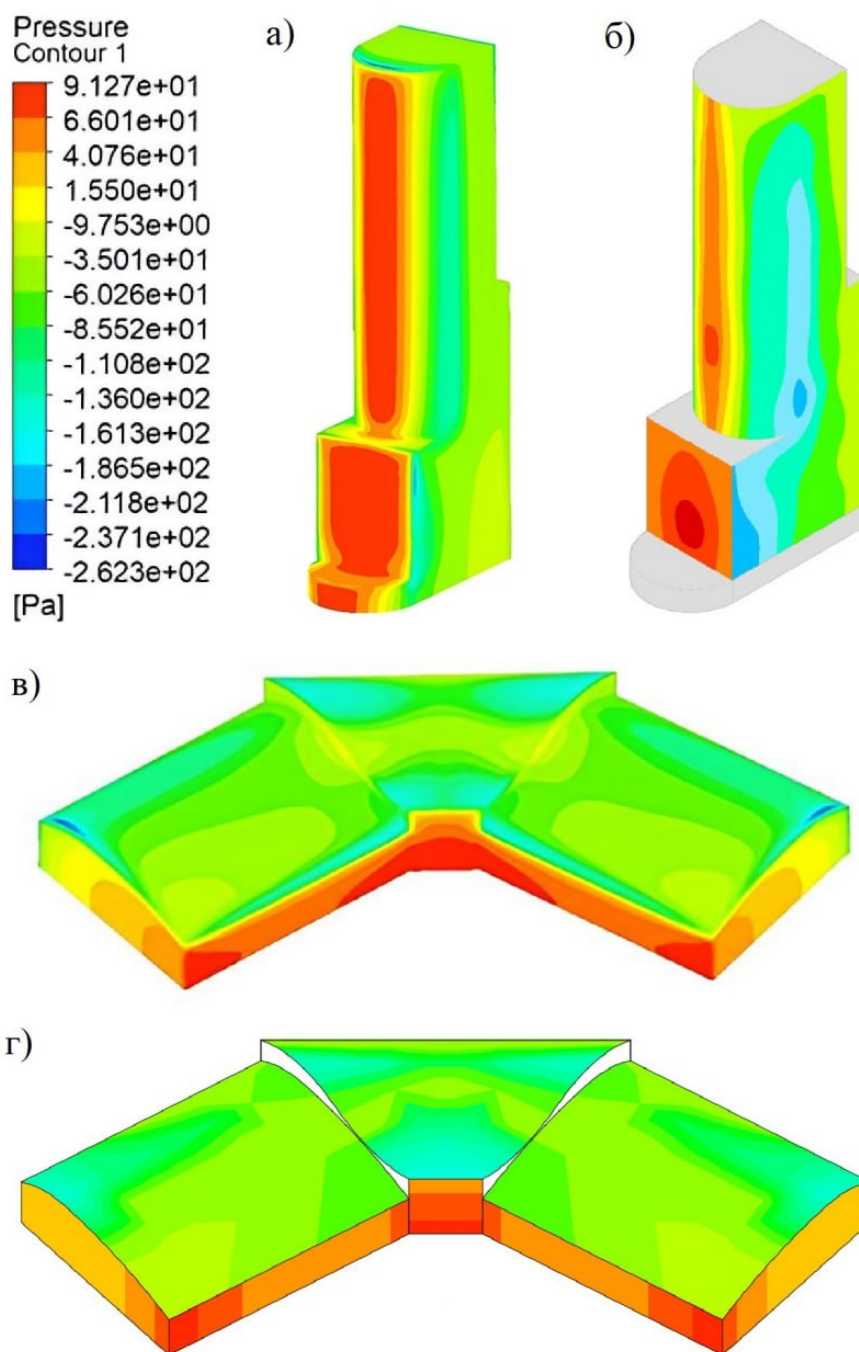 Pressure
Contour 1
9.127e+01
6.601e+01
4.076e+01
1.550e+01
-9.753e+00
-3.501e+01
-6.026e+01
-8.552e+01
-1.108e+02
-1.360e+02
-1.613e+02
-1.865e+02
-2.118e+02
-2.371e+02
-2.623e+02
[Pa]
а)
б)
в)
г)